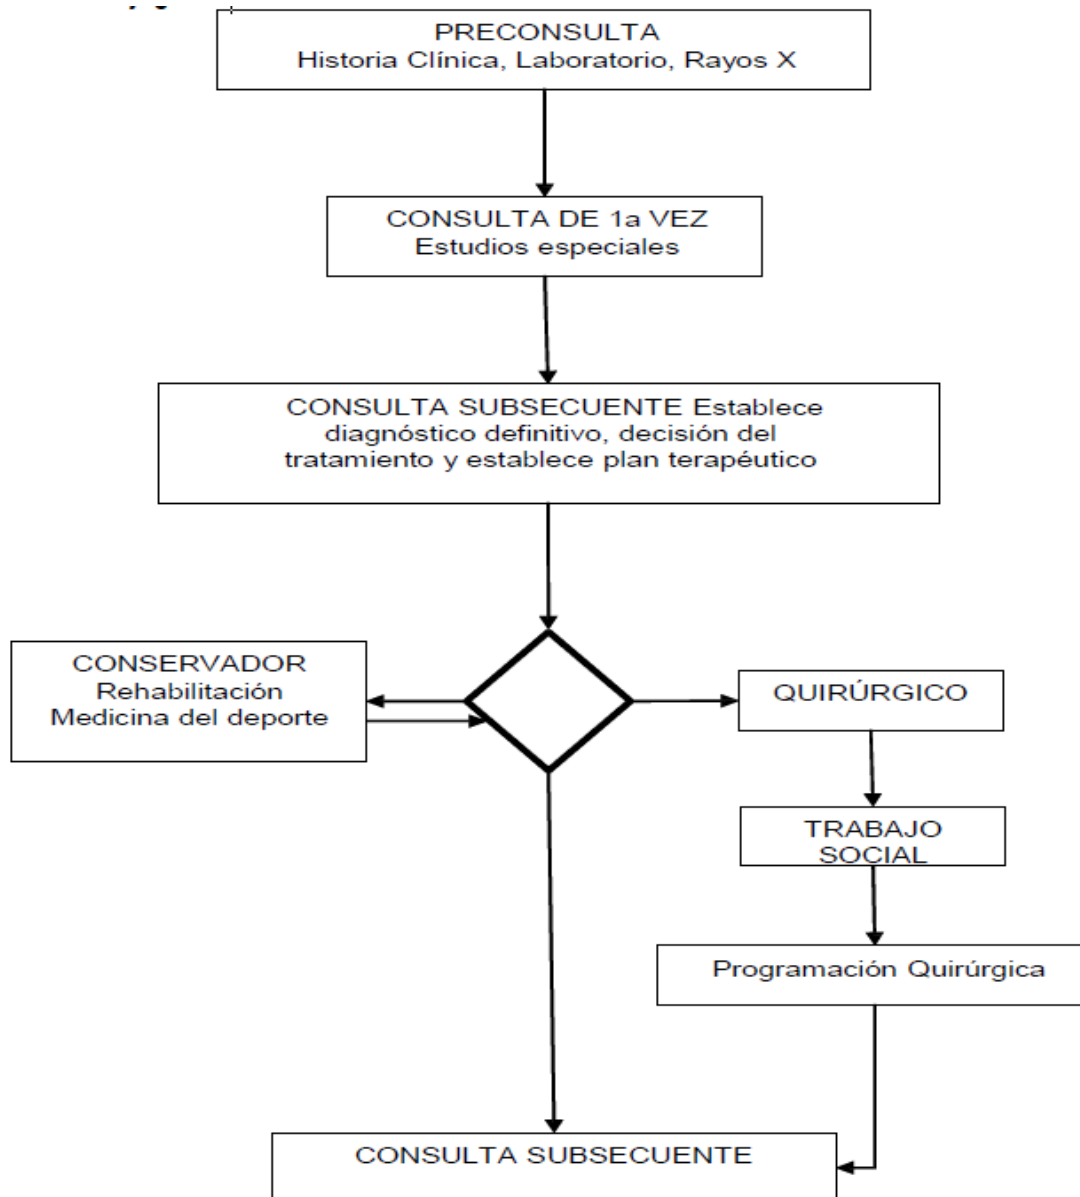 PRECONSULTA
Historia Clínica, Laboratorio, Rayos X
CONSULTA DE 1a VEZ
Estudios especiales
CONSULTA SUBSECUENTE Establece
diagnóstico definitivo, decisión del
tratamiento y establece plan terapéutico
CONSERVADOR
Rehabilitación
Medicina del deporte
QUIRÚRGICO
TRABAJO
SOCIAL
Programación Quirúrgica
CONSULTA SUBSECUENTE